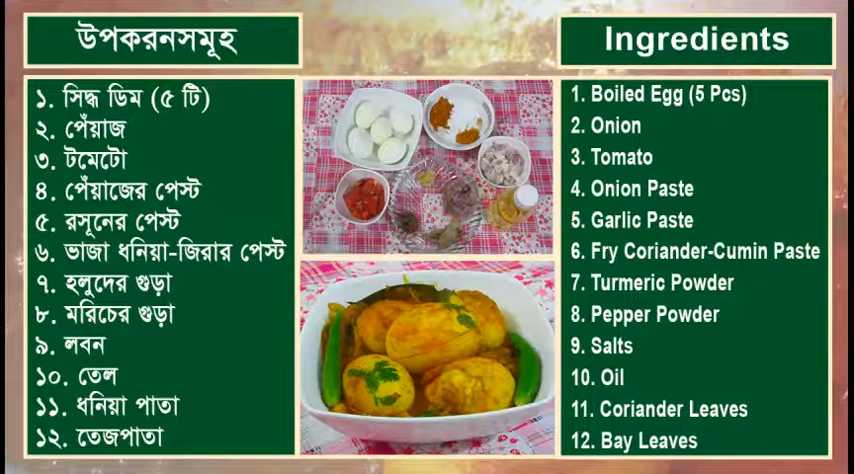 উপকরনসমূহ
১. সিদ্ধ ডিম (৫ টি)
২. পেঁয়াজ
৩. টমেটো
৪. পেঁয়াজের পেস্ট
৫. রসূনের পেস্ট
৬. ভাজা ধনিয়া-জিরার পেস্ট
৭. হলুদের গুড়া
৮. মরিচের গুড়া
৯. লবন
১০. তেল
১১. ধনিয়া পাতা
১২. তেজপাতা
Ingredients
1. Boiled Egg (5 Pcs)
2. Onion
3. Tomato
4. Onion Paste
5. Garlic Paste
6. Fry Coriander-Cumin Paste
7. Turmeric Powder
8. Pepper Powder
9. Salts
10. Oil
11. Coriander Leaves
12. Bay Leaves